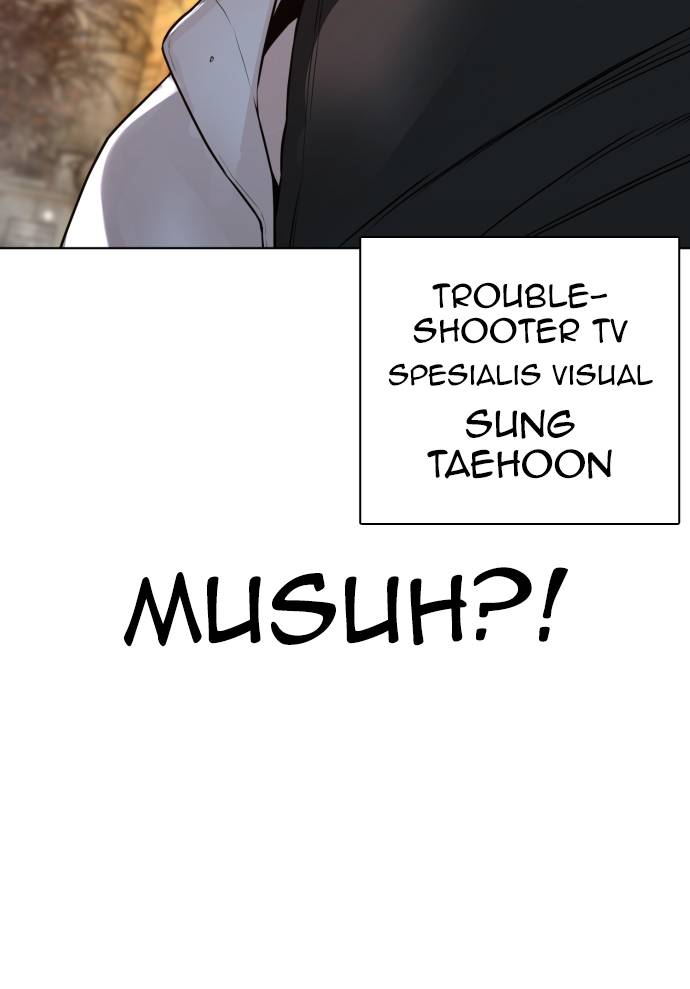 TROUBLE-
SHOOTER TV
SPESIALIS VISUAL
SUNG
TAEHOON
MUSUH?!